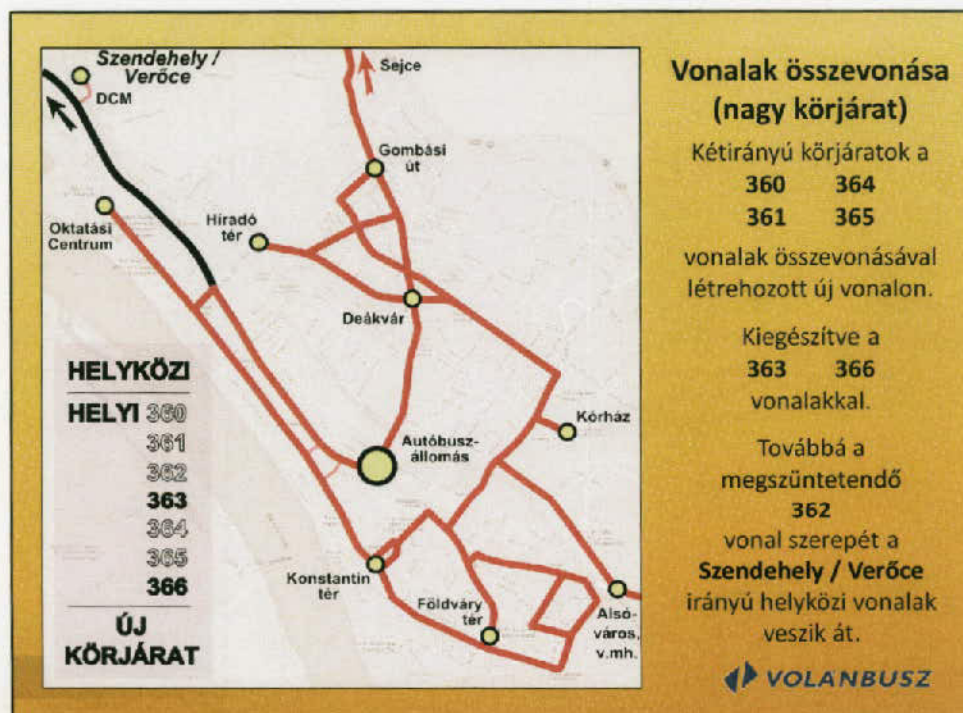 Szendehely /
Verőce
DCM
Sejce
Gombási
út
Oktatási
Centrum
Híradó
tér
Deákvár
Kórház
Autóbusz-
állomás
Konstantin
tér
Földváry
tér
Alsó-
város,
v.mh.
HELYKÖZI
HELYI 360
361
362
363
364
365
366
ÚJ
KÖRJÁRAT
Vonalak összevonása
(nagy körjárat)
Kétirányú körjáratok a
360 364
361 365
vonalak összevonásával
létrehozott új vonalon.
Kiegészítve a
363 366
vonalakkal.
Továbbá a
megszüntetendő
362
vonal szerepét a
Szendehely / Verőce
irányú helyközi vonalak
veszik át.
VOLÁNBUSZ